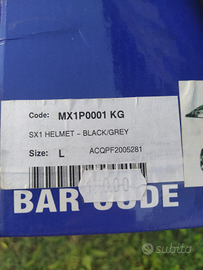 Code: MX1P0001 KG
SX1 HELMET - BLACK/GREY
Size: L ACQPF2005281
BAR CODE
subito